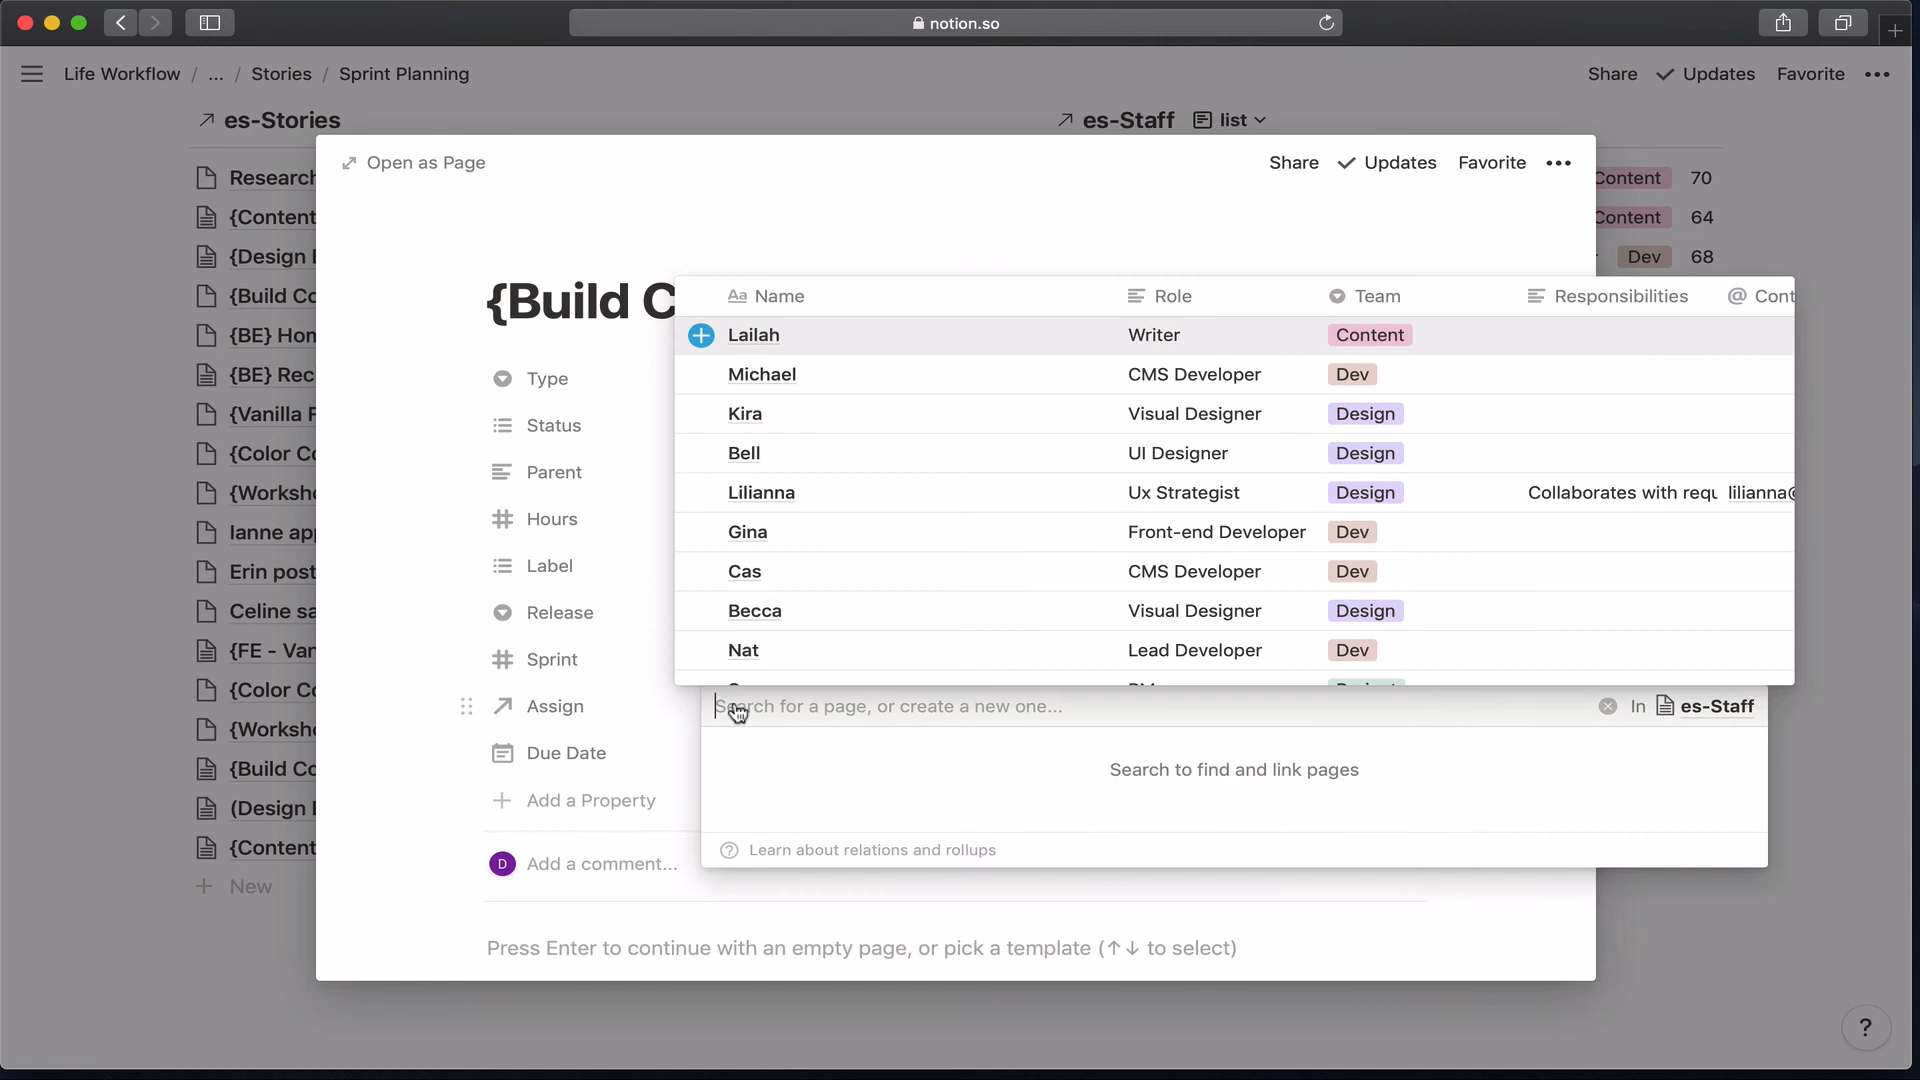 notion.so
Life Workflow / ... / Stories / Sprint Planning
Share Updates Favorite
es-Stories
es-Staff list
Open as Page
Share Updates Favorite
Research
Content 70
{Content
Content 64
{Design
Dev 68
{Build C
Aa Name Role Team Responsibilities @ Cont
{Build Co
{BE} Hom
Lailah Writer Content
{BE} Rec
Type
Michael CMS Developer Dev
{Vanilla F
Status
Kira Visual Designer Design
{Color Co
Parent
Bell UI Designer Design
{Worksh
Lilianna Ux Strategist Design Collaborates with requ lilianna@
Hours
Ianne app
Gina Front-end Developer Dev
Label
Erin post
Cas CMS Developer Dev
Celine sa
Release
Becca Visual Designer Design
{FE - Van
Sprint
Nat Lead Developer Dev
{Color Co
Assign
Search for a page, or create a new one... In es-Staff
{Worksh
Due Date
{Build Co
Search to find and link pages
(Design
Add a Property
{Content
Learn about relations and rollups
D Add a comment...
New
Press Enter to continue with an empty page, or pick a template (↑↓ to select)
?